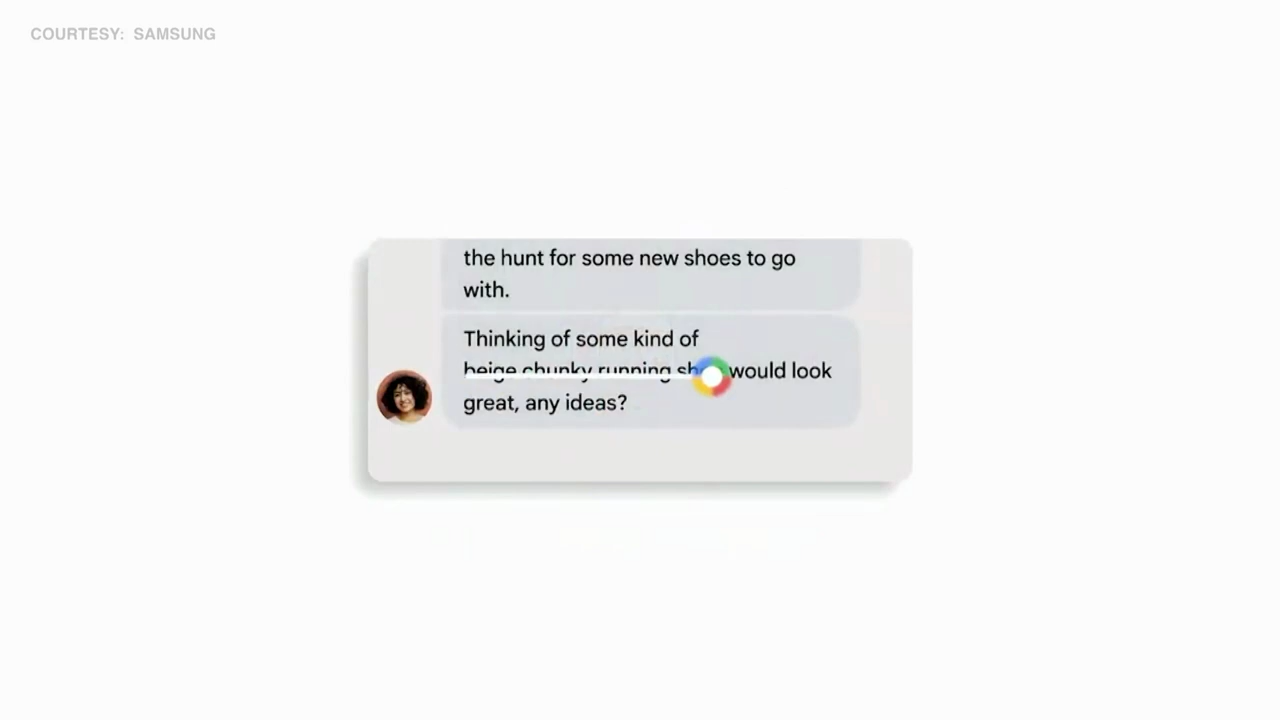 COURTESY: SAMSUNG
the hunt for some new shoes to go
with.
Thinking of some kind of
beige chunky running would look
great, any ideas?